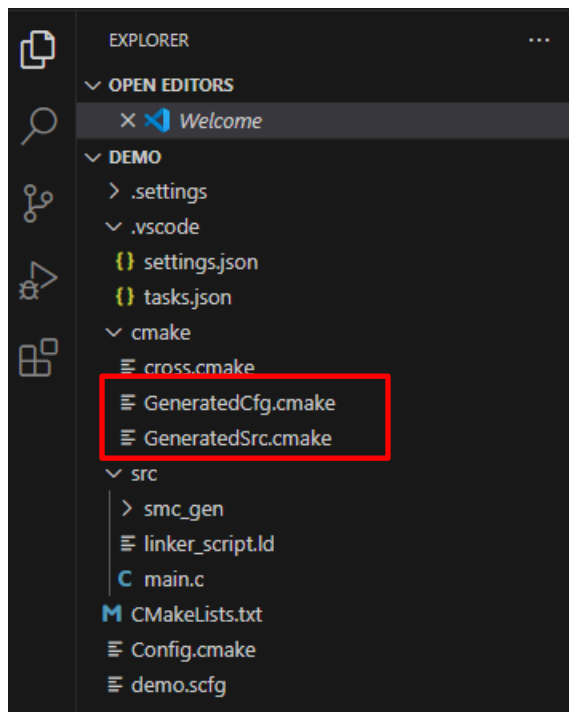 EXPLORER ...
OPEN EDITORS
Welcome
DEMO
.settings
.vscode
{} settings.json
{} tasks.json
cmake
cross.cmake
GeneratedCfg.cmake
GeneratedSrc.cmake
src
smc_gen
linker_script.ld
C main.c
M CMakeLists.txt
Config.cmake
demo.scfg